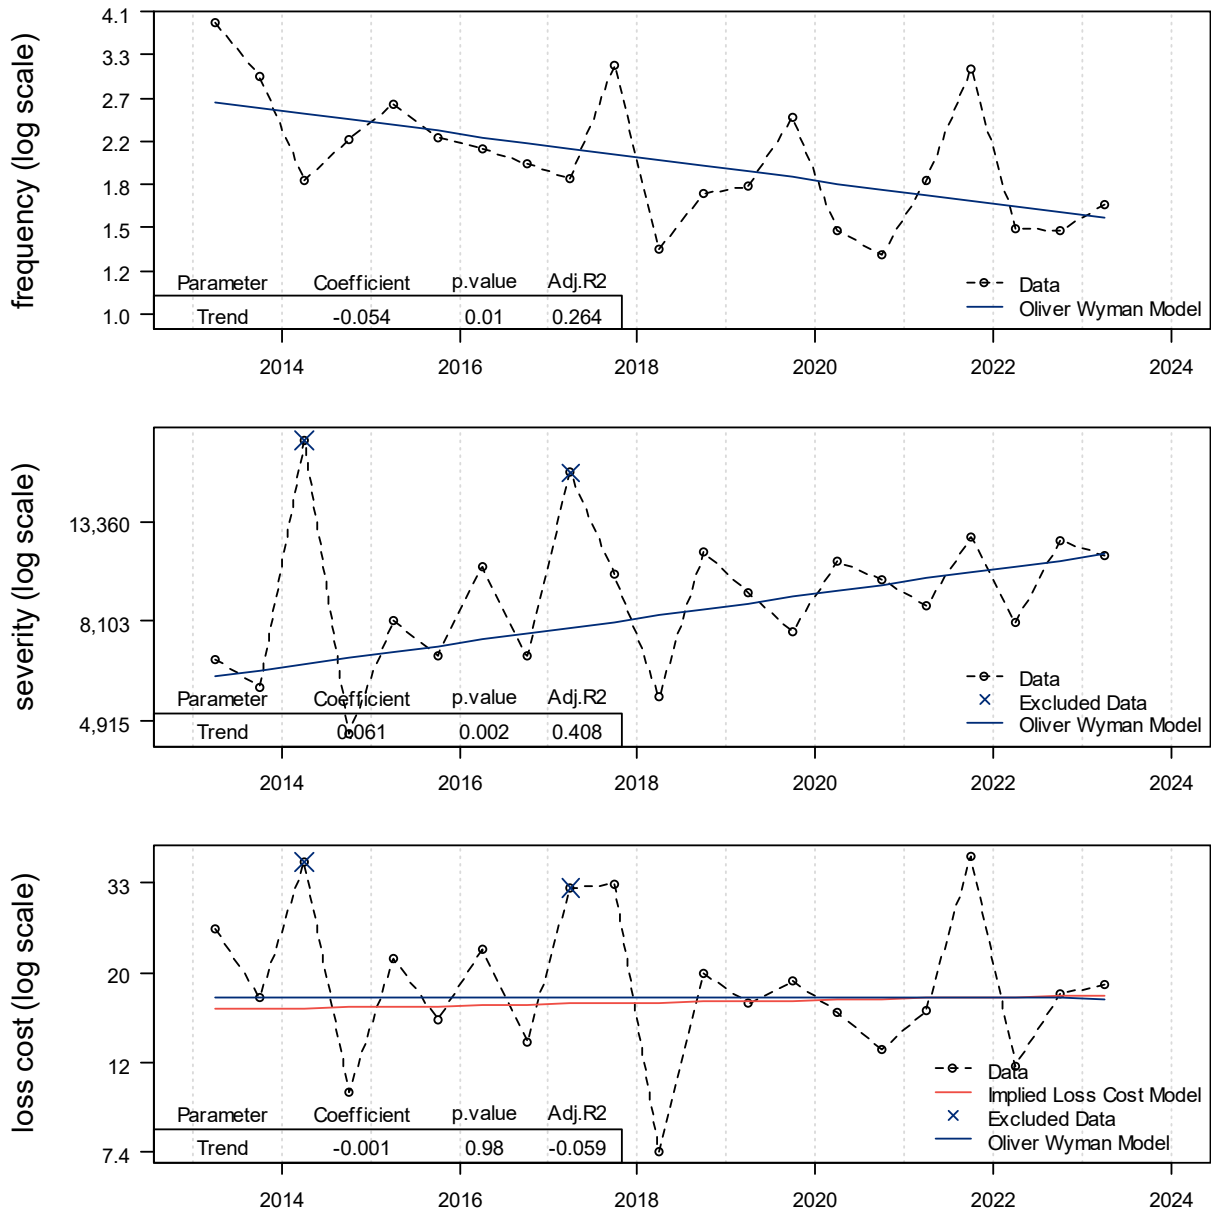 frequency (log scale)
4.1
3.3
2.7
2.2
1.8
1.5
1.2
1.0
Parameter Coefficient p.value Adj.R2
Trend -0.054 0.01 0.264
Data
Oliver Wyman Model
2014 2016 2018 2020 2022 2024
severity (log scale)
13,360
8,103
4,915
Parameter Coefficient p.value Adj.R2
Trend 0.061 0.002 0.408
Data
Excluded Data
Oliver Wyman Model
2014 2016 2018 2020 2022 2024
loss cost (log scale)
33
20
12
7.4
Parameter Coefficient p.value Adj.R2
Trend -0.001 0.98 -0.059
Data
Implied Loss Cost Model
Excluded Data
Oliver Wyman Model
2014 2016 2018 2020 2022 2024